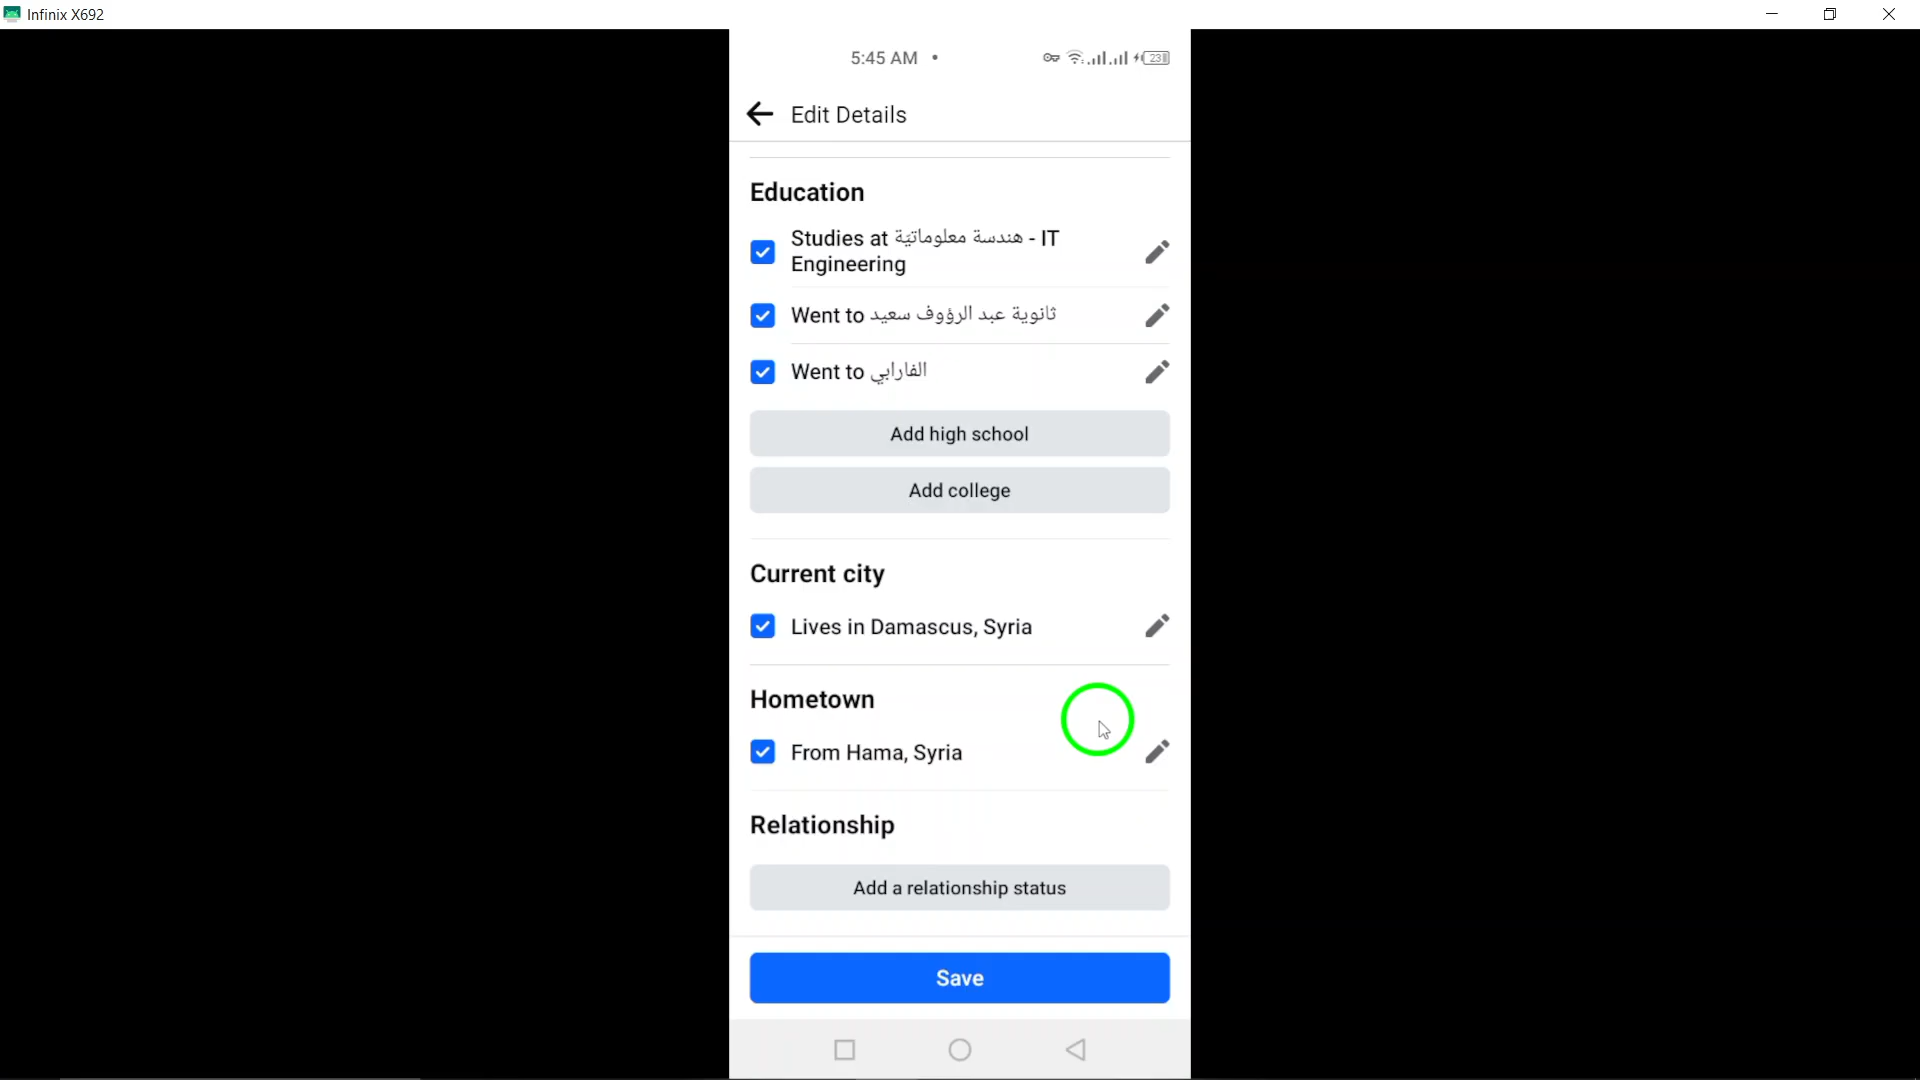 Infinix X692
5:45 AM
23
Edit Details
Education
Studies at هندسة معلوماتيّة - IT
Engineering
Went to ثانوية عبد الرؤوف سعيد
Went to الفارابي
Add high school
Add college
Current city
Lives in Damascus, Syria
Hometown
From Hama, Syria
Relationship
Add a relationship status
Save